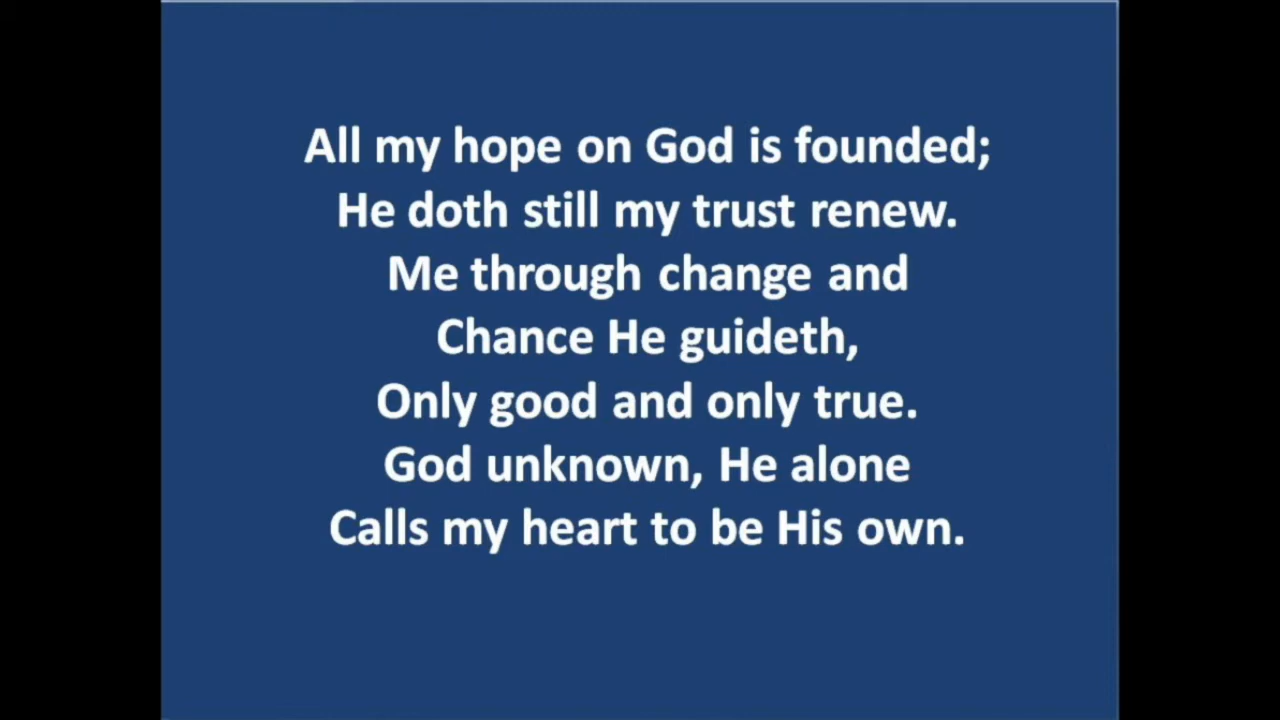 All my hope on God is founded;
He doth still my trust renew.
Me through change and
Chance He guideth,
Only good and only true.
God unknown, He alone
Calls my heart to be His own.